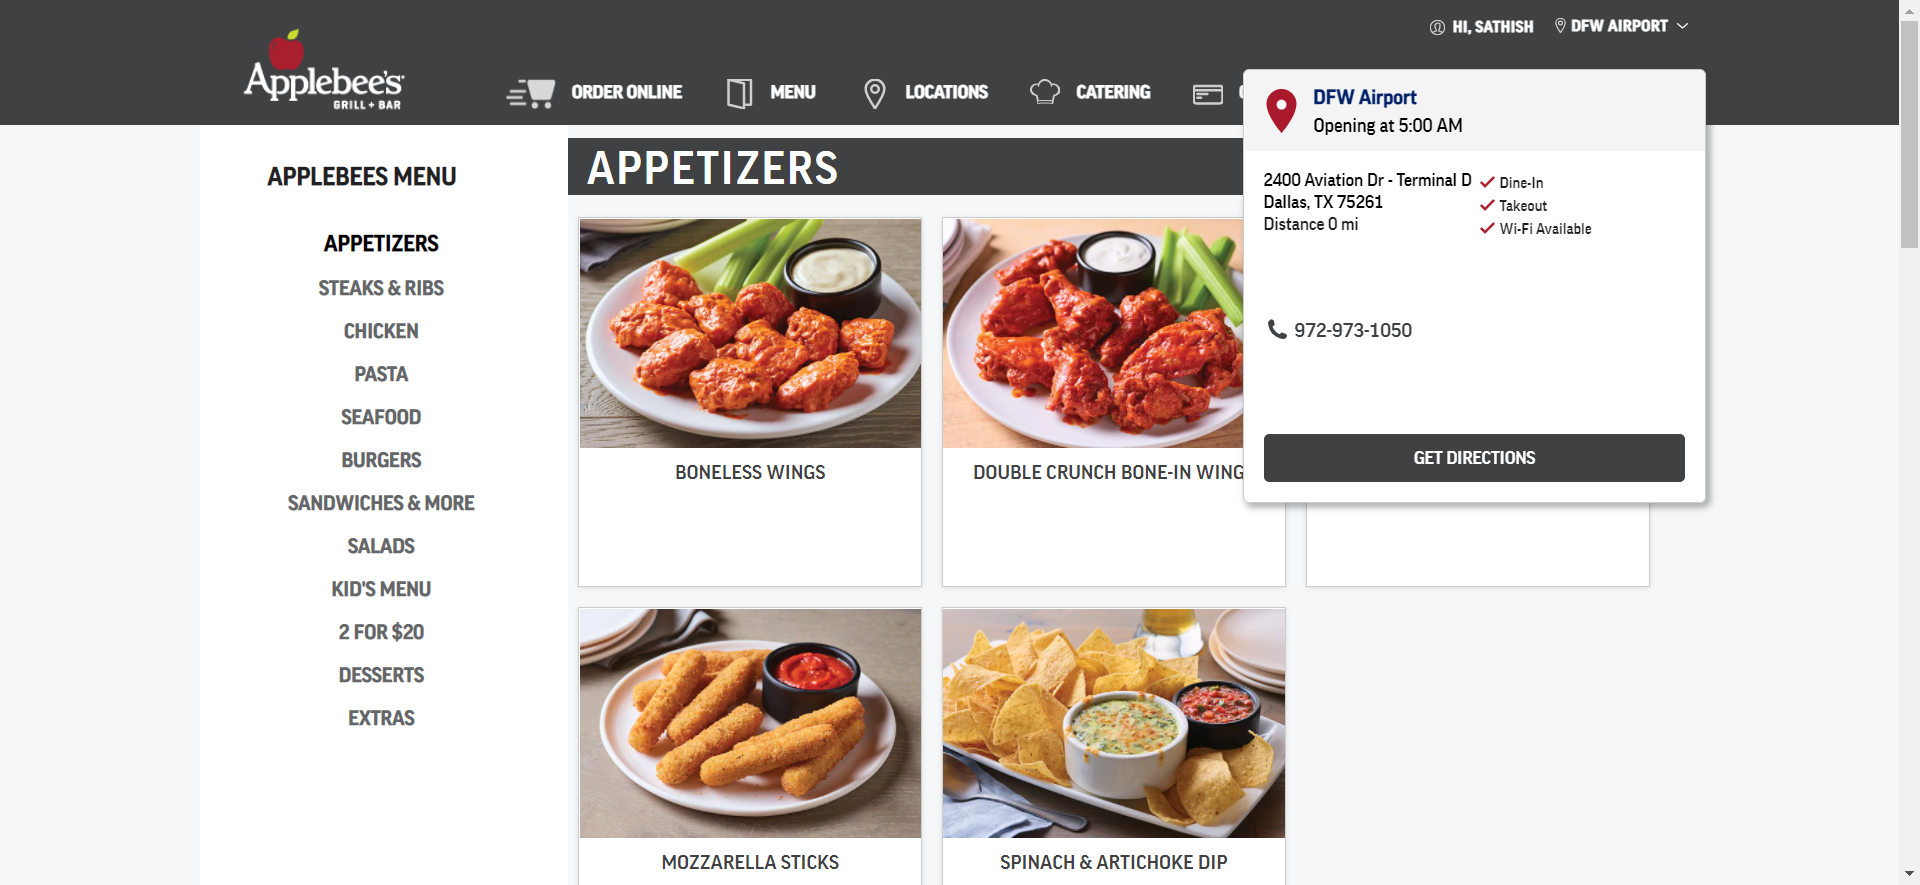 HI, SATHISH
DFW AIRPORT
Applebee's
GRILL + BAR
ORDER ONLINE
MENU
LOCATIONS
CATERING
DFW Airport
Opening at 5:00 AM
2400 Aviation Dr - Terminal D
Dallas, TX 75261
Distance 0 mi
Dine-In
Takeout
Wi-Fi Available
972-973-1050
GET DIRECTIONS
APPLEBEES MENU
APPETIZERS
STEAKS & RIBS
CHICKEN
PASTA
SEAFOOD
BURGERS
SANDWICHES & MORE
SALADS
KID'S MENU
2 FOR $20
DESSERTS
EXTRAS
APPETIZERS
BONELESS WINGS
DOUBLE CRUNCH BONE-IN WING
MOZZARELLA STICKS
SPINACH & ARTICHOKE DIP